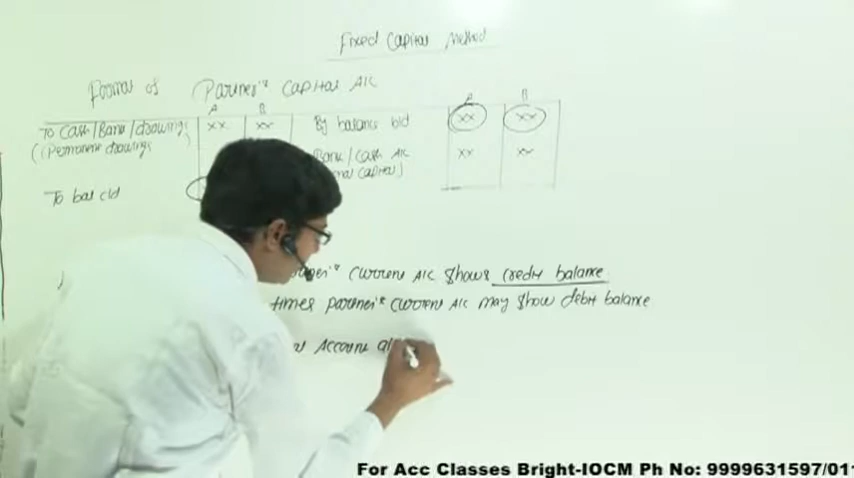 Fixed Capital Method
Format of Partner's Capital A/C
A B
A B
To Cash/Bank/drawings xx xx By balance b/d xx xx
(Permanent drawings) Bank/Cash A/C xx xx
To bal c/d capital)
Current A/C shows credit balance
times partner's current A/C may show debit balance
Account al
For Acc Classes Bright-IOCM Ph No: 9999631597/011